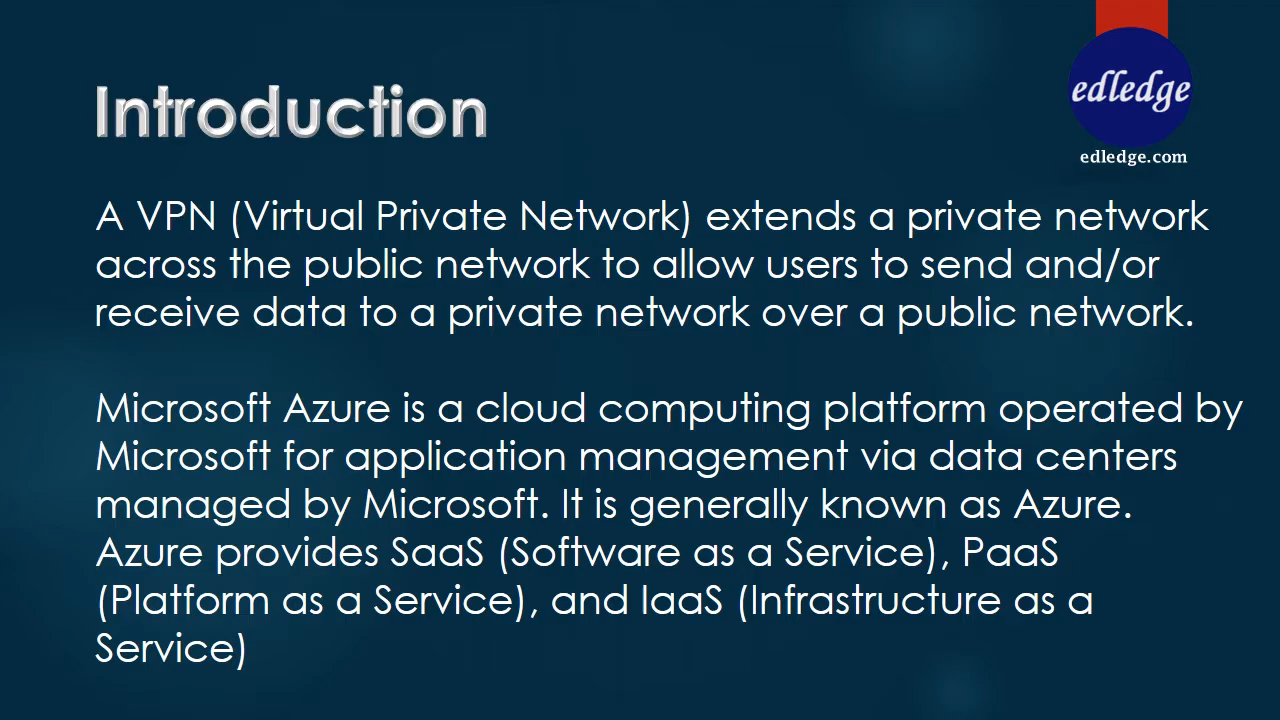 edledge
edledge.com
Introduction
A VPN (Virtual Private Network) extends a private network
across the public network to allow users to send and/or
receive data to a private network over a public network.
Microsoft Azure is a cloud computing platform operated by
Microsoft for application management via data centers
managed by Microsoft. It is generally known as Azure.
Azure provides SaaS (Software as a Service), PaaS
(Platform as a Service), and IaaS (Infrastructure as a
Service)